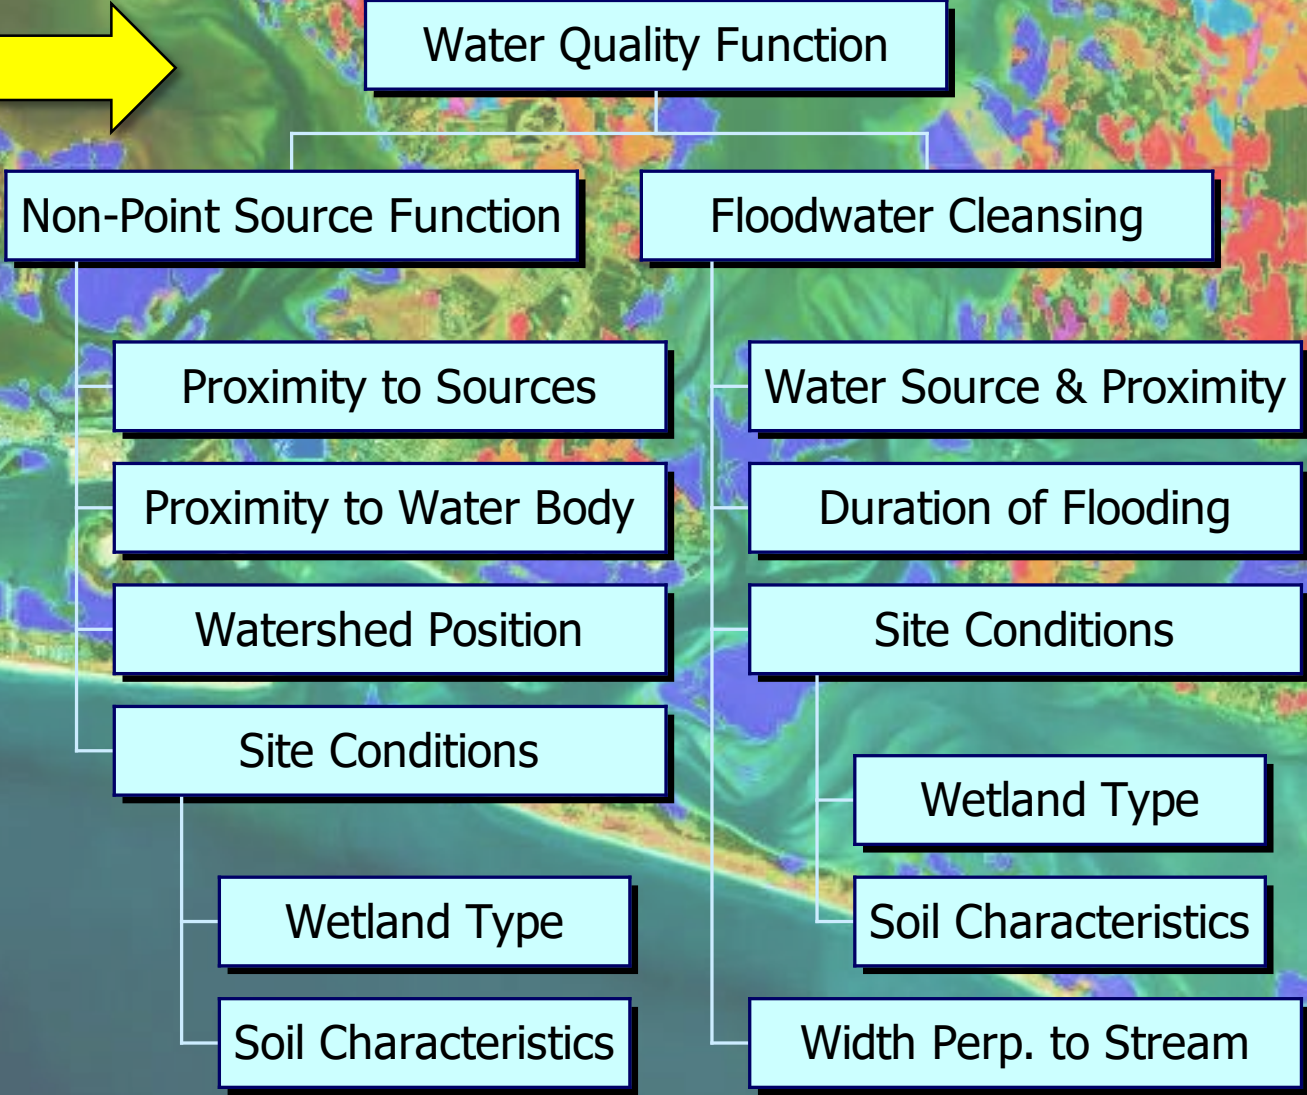 Water Quality Function
Non-Point Source Function
Proximity to Sources
Proximity to Water Body
Watershed Position
Site Conditions
Wetland Type
Soil Characteristics
Floodwater Cleansing
Water Source & Proximity
Duration of Flooding
Site Conditions
Wetland Type
Soil Characteristics
Width Perp. to Stream